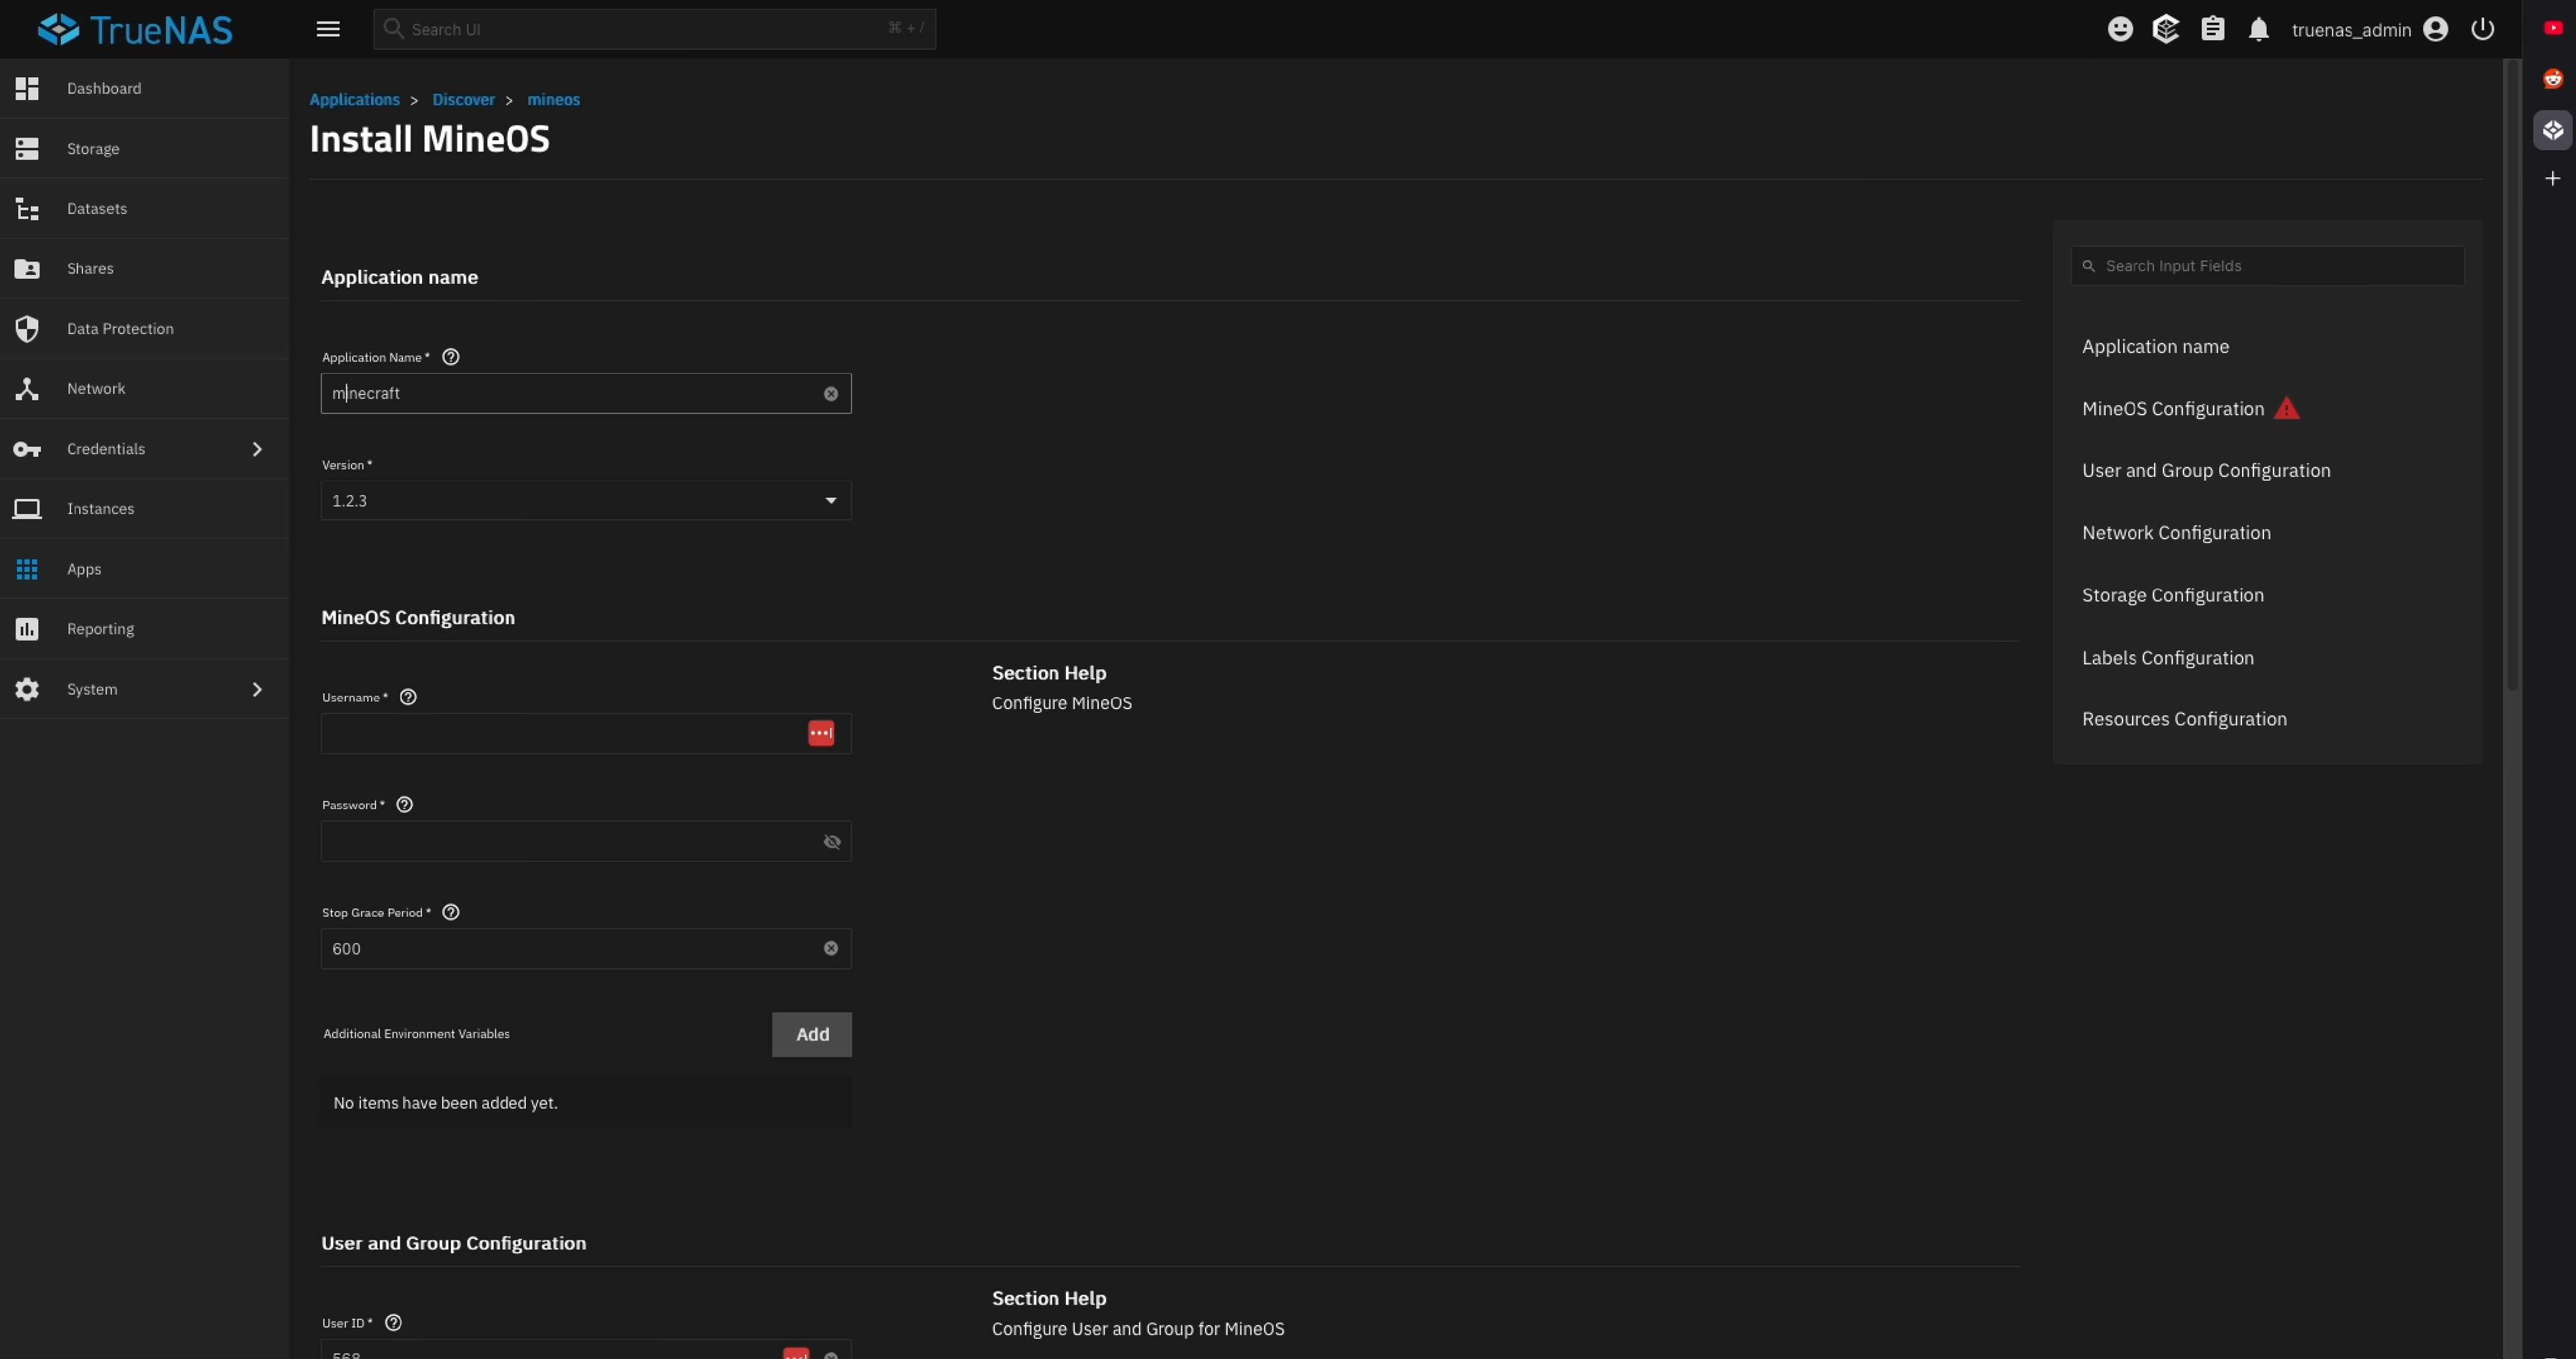 TrueNAS
Search UI
⌘ + /
truenas_admin
Dashboard
Storage
Datasets
Shares
Data Protection
Network
Credentials
Instances
Apps
Reporting
System
Applications > Discover > mineos
Install MineOS
Application name
Application Name *
minecraft
Version *
1.2.3
MineOS Configuration
Username *
Password *
Stop Grace Period *
600
Additional Environment Variables
Add
No items have been added yet.
Section Help
Configure MineOS
User and Group Configuration
User ID *
568
Section Help
Configure User and Group for MineOS
Search Input Fields
Application name
MineOS Configuration
User and Group Configuration
Network Configuration
Storage Configuration
Labels Configuration
Resources Configuration